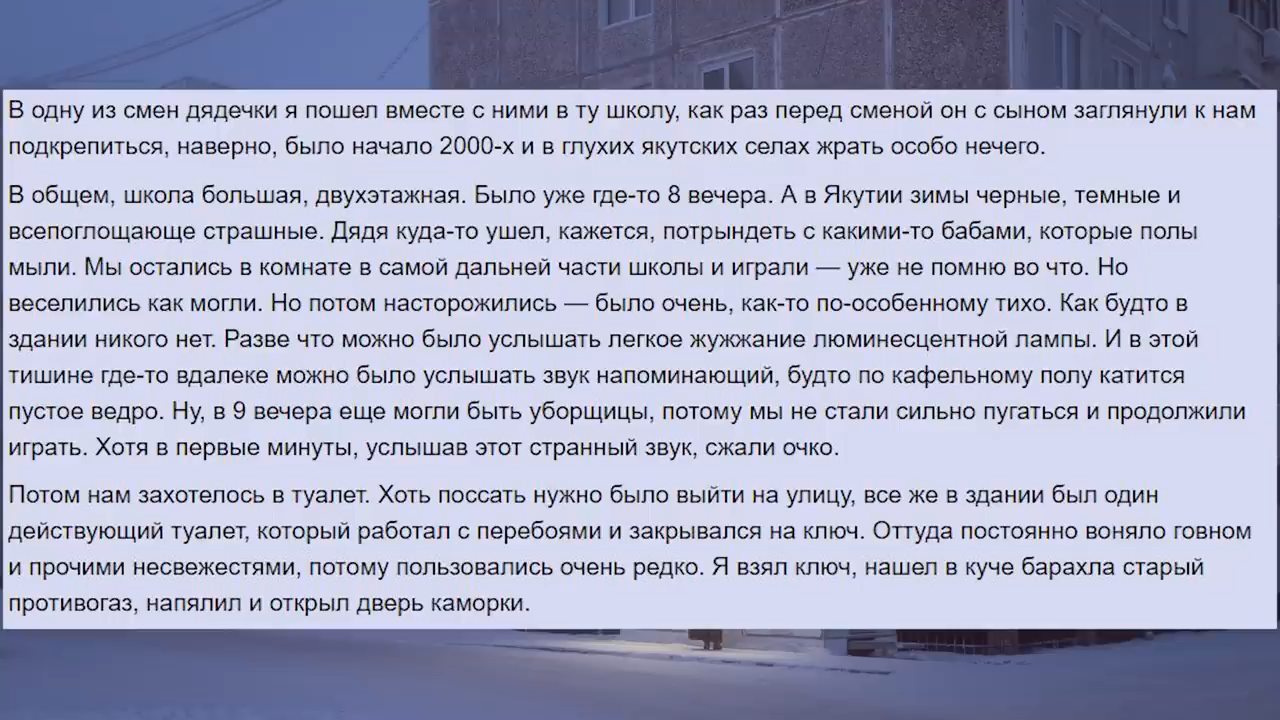 В одну из смен дядечки я пошел вместе с ними в ту школу, как раз перед сменой он с сыном заглянули к нам
подкрепиться, наверно, было начало 2000-х и в глухих якутских селах жрать особо нечего.
В общем, школа большая, двухэтажная. Было уже где-то 8 вечера. А в Якутии зимы черные, темные и
всепоглощающе страшные. Дядя куда-то ушел, кажется, потрындеть с какими-то бабами, которые полы
мыли. Мы остались в комнате в самой дальней части школы и играли — уже не помню во что. Но
веселились как могли. Но потом насторожились — было очень, как-то по-особенному тихо. Как будто в
здании никого нет. Разве что можно было услышать легкое жужжание люминесцентной лампы. И в этой
тишине где-то вдалеке можно было услышать звук напоминающий, будто по кафельному полу катится
пустое ведро. Ну, в 9 вечера еще могли быть уборщицы, потому мы не стали сильно пугаться и продолжили
играть. Хотя в первые минуты, услышав этот странный звук, сжали очко.
Потом нам захотелось в туалет. Хоть поссать нужно было выйти на улицу, все же в здании был один
действующий туалет, который работал с перебоями и закрывался на ключ. Оттуда постоянно воняло говном
и прочими несвежестями, потому пользовались очень редко. Я взял ключ, нашел в куче барахла старый
противогаз, напялил и открыл дверь каморки.